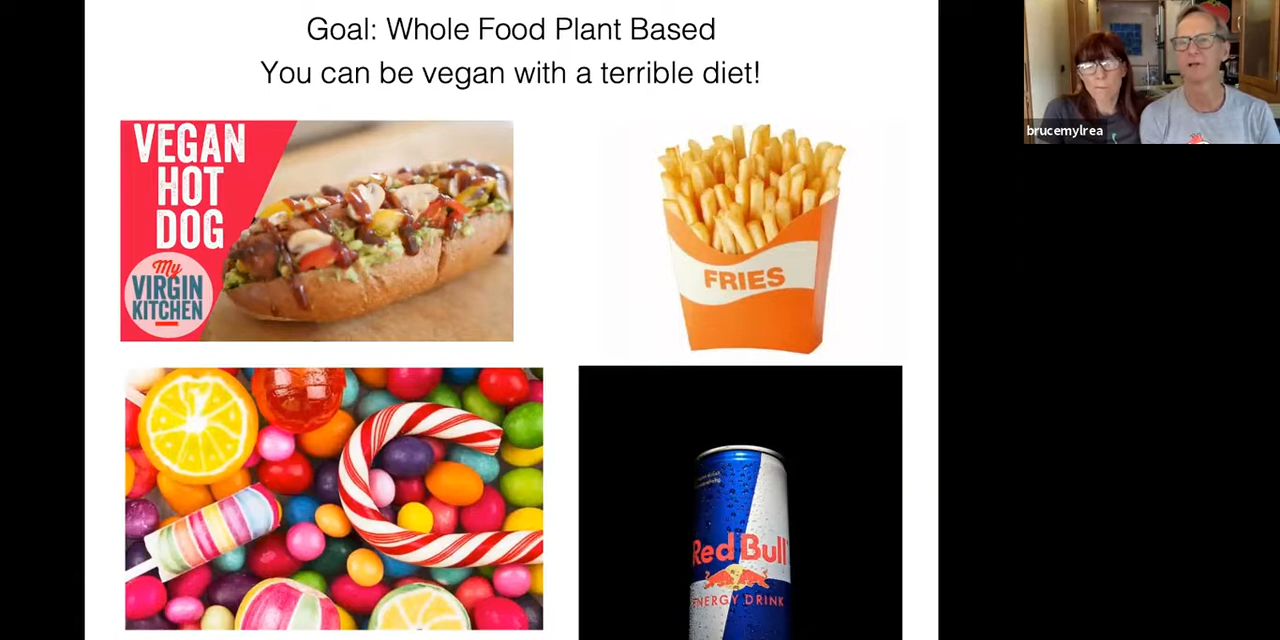 Goal: Whole Food Plant Based
You can be vegan with a terrible diet!
brucemylrea
VEGAN
HOT
DOG
My
VIRGIN
KITCHEN
FRIES
Red Bull
ENERGY DRINK